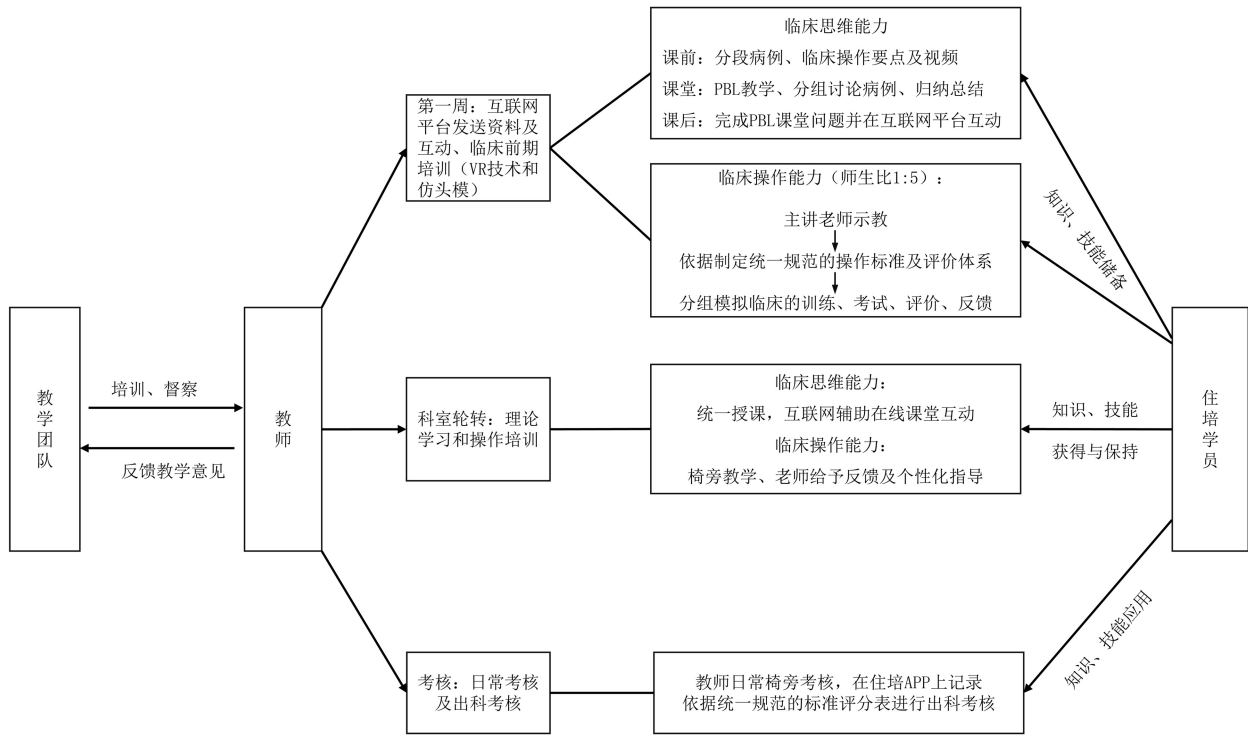 教学团队
培训、督察
反馈教学意见
教师
第一周：互联网
平台发送资料及
互动、临床前期
培训（VR技术和
仿头模）
临床思维能力
课前：分段病例、临床操作要点及视频
课堂：PBL教学、分组讨论病例、归纳总结
课后：完成PBL课堂问题并在互联网平台互动
临床操作能力（师生比1:5）：
主讲老师示教
依据制定统一规范的操作标准及评价体系
分组模拟临床的训练、考试、评价、反馈
知识、技能储备
科室轮转：理论
学习和操作培训
临床思维能力：
统一授课，互联网辅助在线课堂互动
临床操作能力：
椅旁教学、老师给予反馈及个性化指导
知识、技能
获得与保持
住培学员
考核：日常考核
及出科考核
教师日常椅旁考核，在住培APP上记录
依据统一规范的标准评分表进行出科考核
知识、技能应用